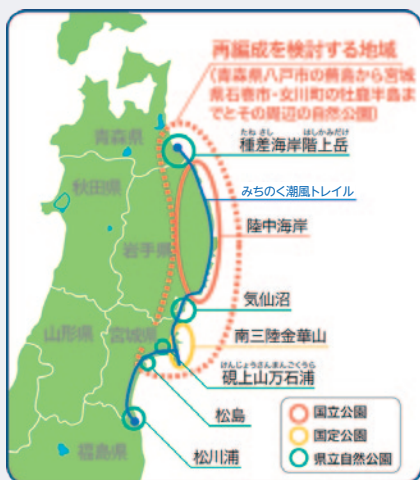 再編成を検討する地域
(青森県八戸市の蕪島から宮城
県石巻市・女川町の牡鹿半島ま
でとその周辺の自然公園)
たねさし はしかみだけ
種差海岸階上岳
青森県
みちのく潮風トレイル
秋田県
陸中海岸
岩手県
気仙沼
山形県
宮城県
南三陸金華山
けんじょうさんまんごくうら
硯上山万石浦
松島
松川浦
福島県
国立公園
国定公園
県立自然公園